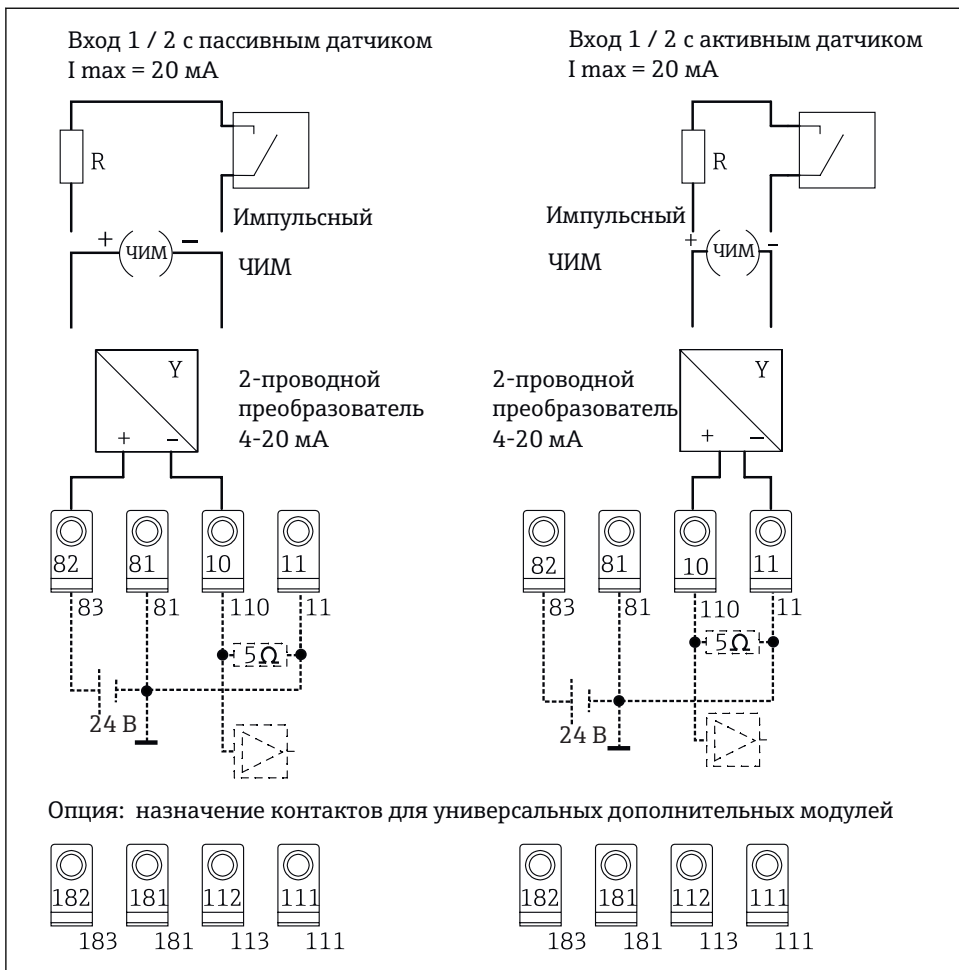 Вход 1 / 2 с пассивным датчиком
I max = 20 мА
R
Импульсный
+ ЧИМ −
ЧИМ
Y
+ −
2-проводной
преобразователь
4-20 мА
82 81 10 11
83 81 110 11
5Ω
24 В
Вход 1 / 2 с активным датчиком
I max = 20 мА
R
Импульсный
+ ЧИМ -
ЧИМ
2-проводной
преобразователь
4-20 мА
Y
+ −
82 81 10 11
83 81 110 11
5Ω
24 В
Опция: назначение контактов для универсальных дополнительных модулей
182 181 112 111
183 181 113 111
182 181 112 111
183 181 113 111